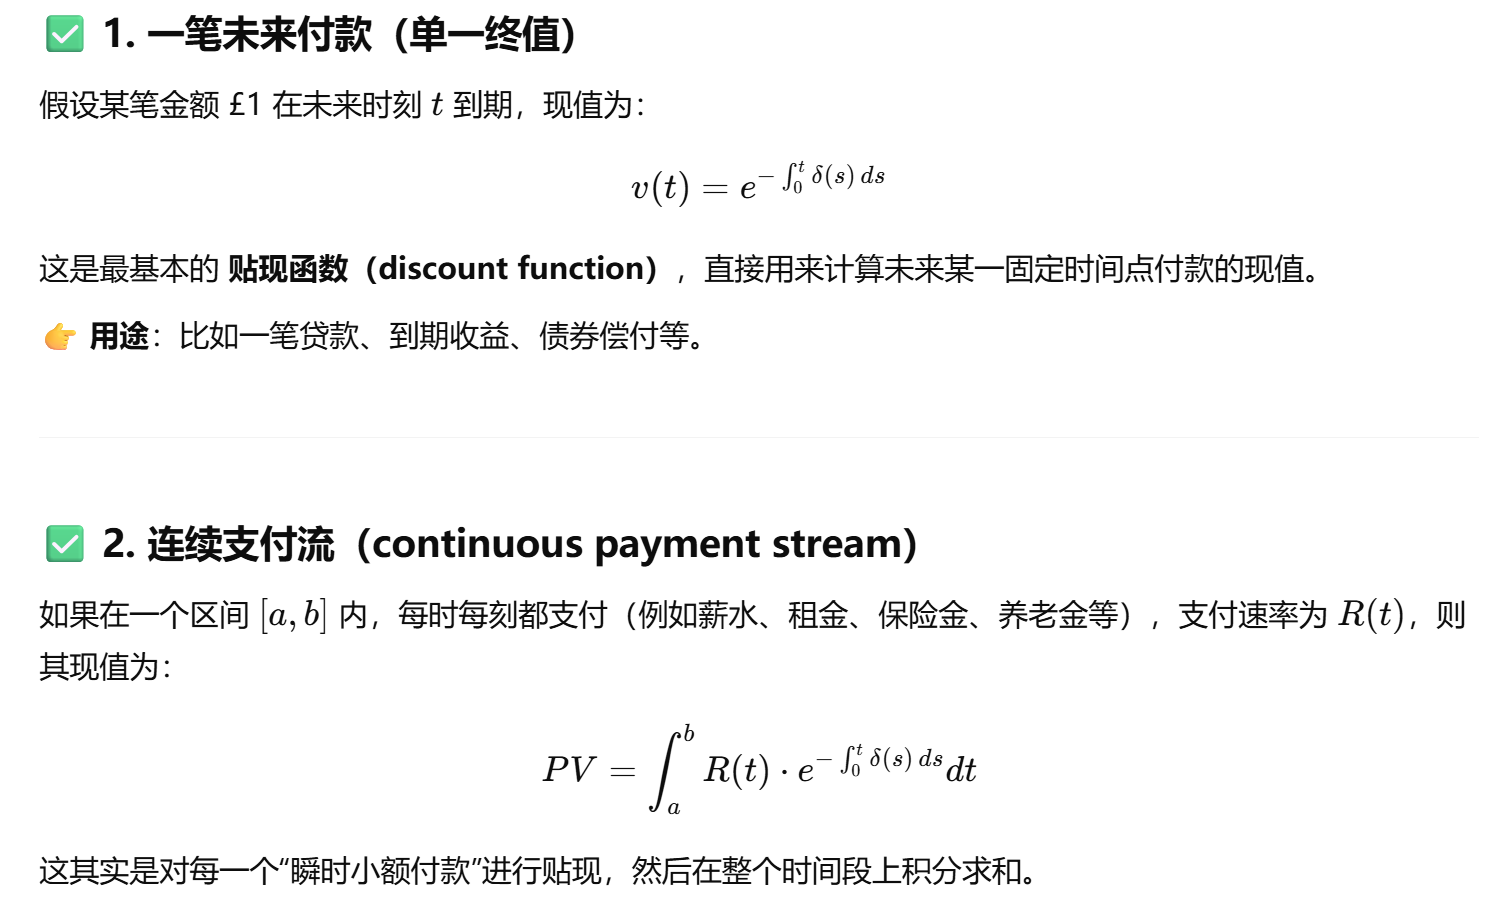 ✅ 1. 一笔未来付款（单一终值）
假设某笔金额 £1 在未来时刻 t 到期，现值为：
v(t) = e^{-∫_0^t δ(s) ds}
这是最基本的 贴现函数（discount function），直接用来计算未来某一固定时间点付款的现值。
👉 用途：比如一笔贷款、到期收益、债券偿付等。
✅ 2. 连续支付流（continuous payment stream）
如果在一个区间 [a, b] 内，每时每刻都支付（例如薪水、租金、保险金、养老金等），支付速率为 R(t)，则
其现值为：
PV = ∫_a^b R(t) · e^{-∫_0^t δ(s) ds} dt
这其实是对每一个“瞬时小额付款”进行贴现，然后在整个时间段上积分求和。